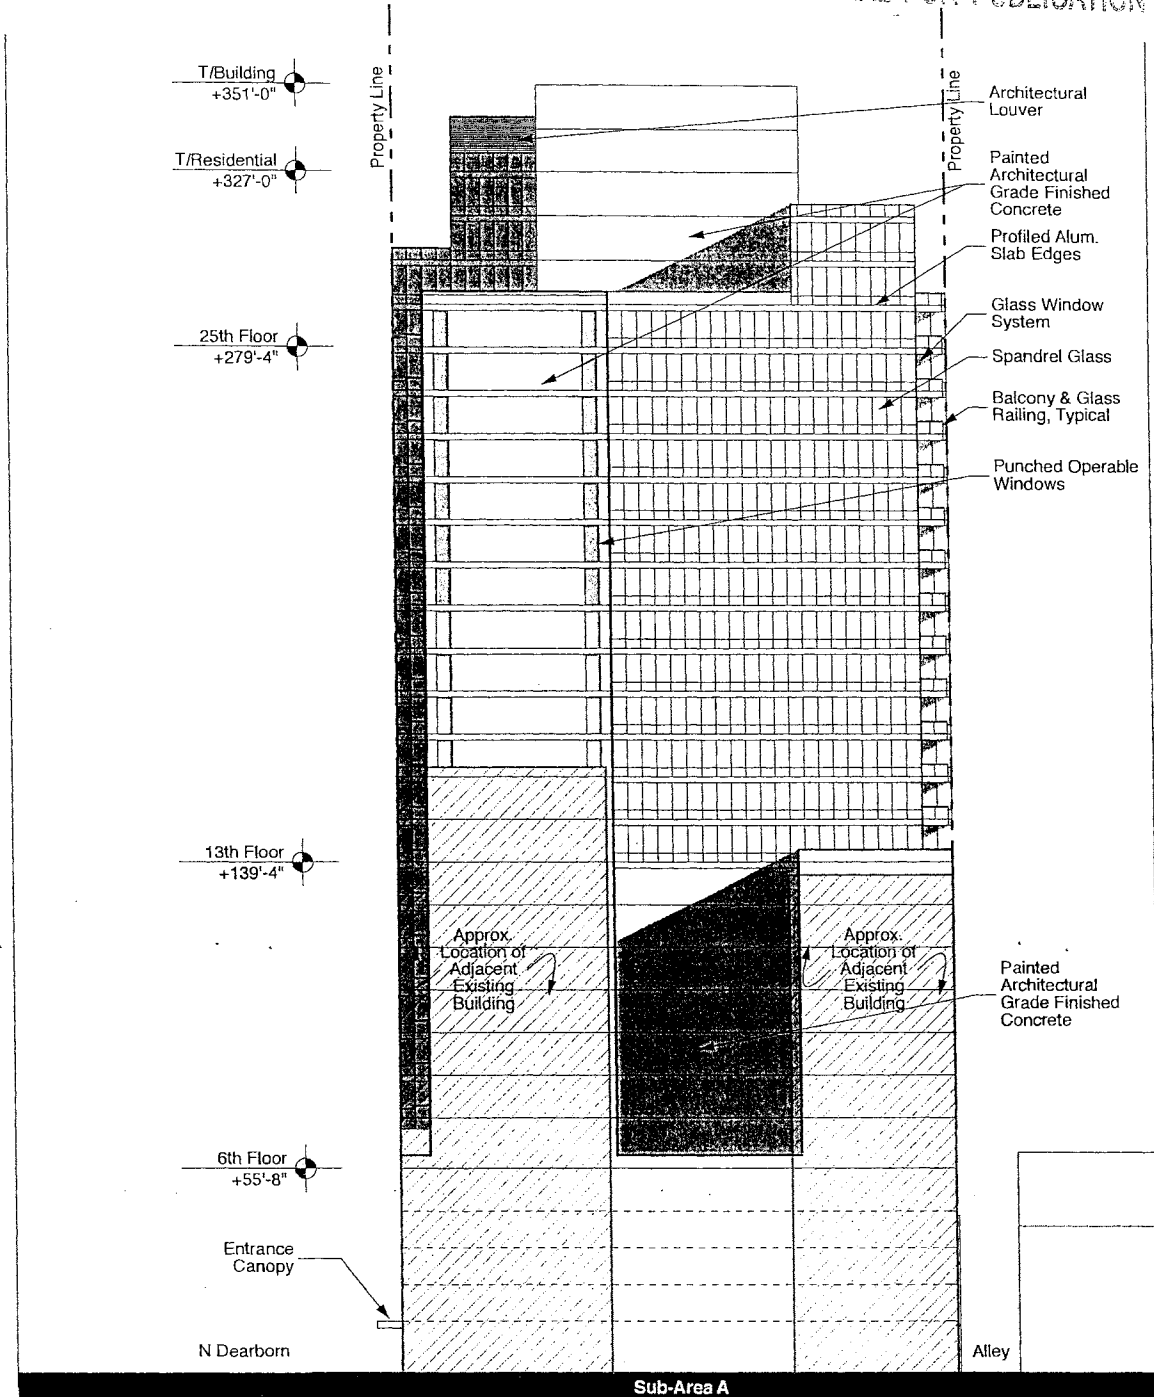 PUBLICATION
T/Building
+351'-0"
Property Line
Property Line
Architectural
Louver
T/Residential
+327'-0"
Painted
Architectural
Grade Finished
Concrete
Profiled Alum.
Slab Edges
Glass Window
System
25th Floor
+279'-4"
Spandrel Glass
Balcony & Glass
Railing, Typical
Punched Operable
Windows
13th Floor
+139'-4"
Approx.
Location of
Adjacent
Existing
Building
Approx.
Location of
Adjacent
Existing
Building
Painted
Architectural
Grade Finished
Concrete
6th Floor
+55'-8"
Entrance
Canopy
N Dearborn
Alley
Sub-Area A